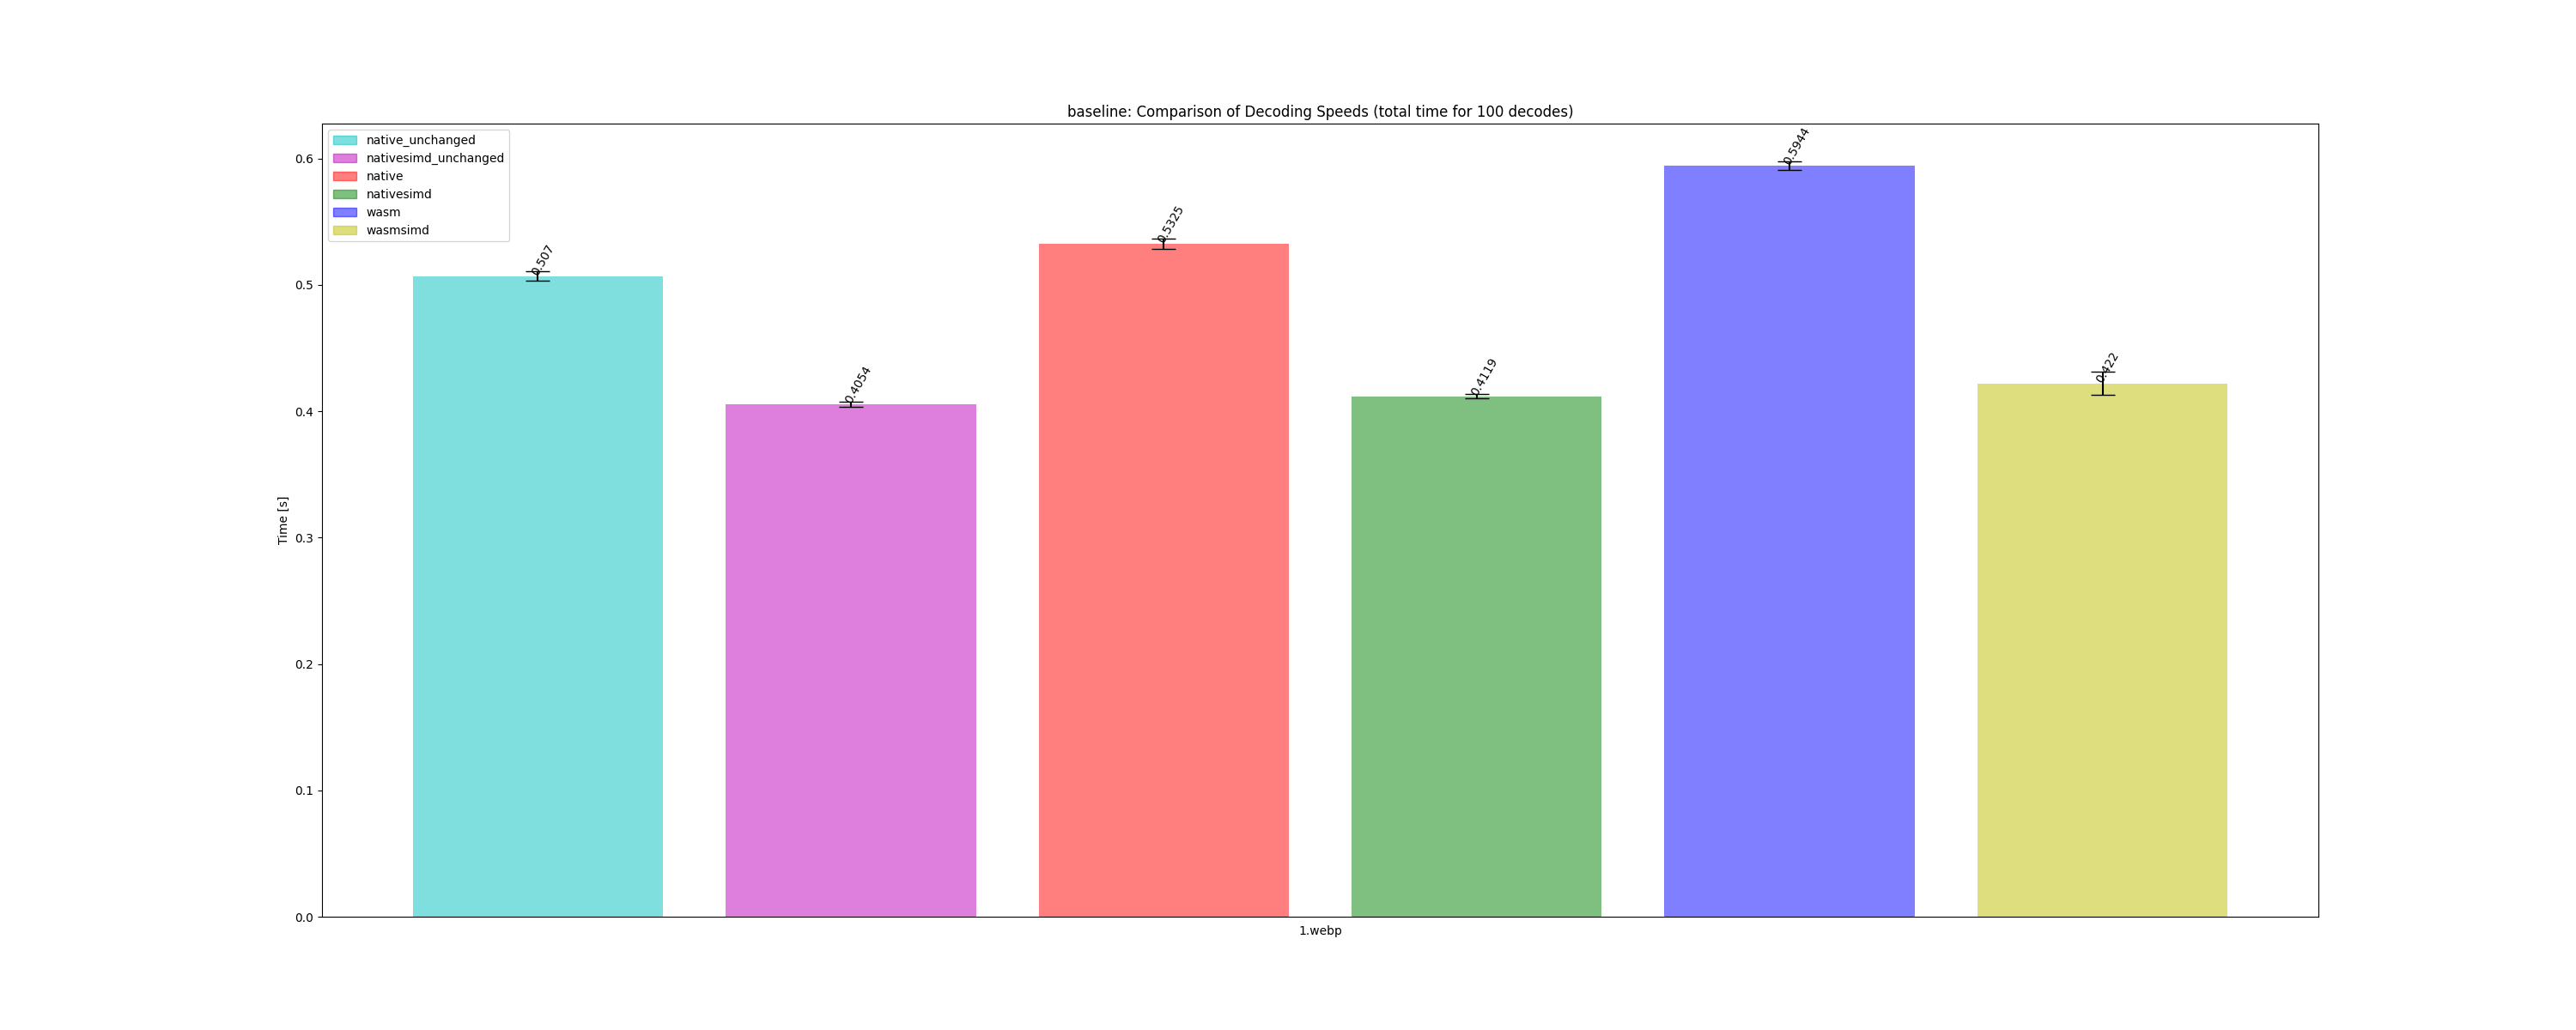 baseline: Comparison of Decoding Speeds (total time for 100 decodes)
native_unchanged
nativesimd_unchanged
native
nativesimd
wasm
wasmsimd
0.6
0.5
0.4
0.3
0.2
0.1
0.0
Time [s]
0.507
0.4054
0.5325
0.4119
0.5944
0.422
1.webp